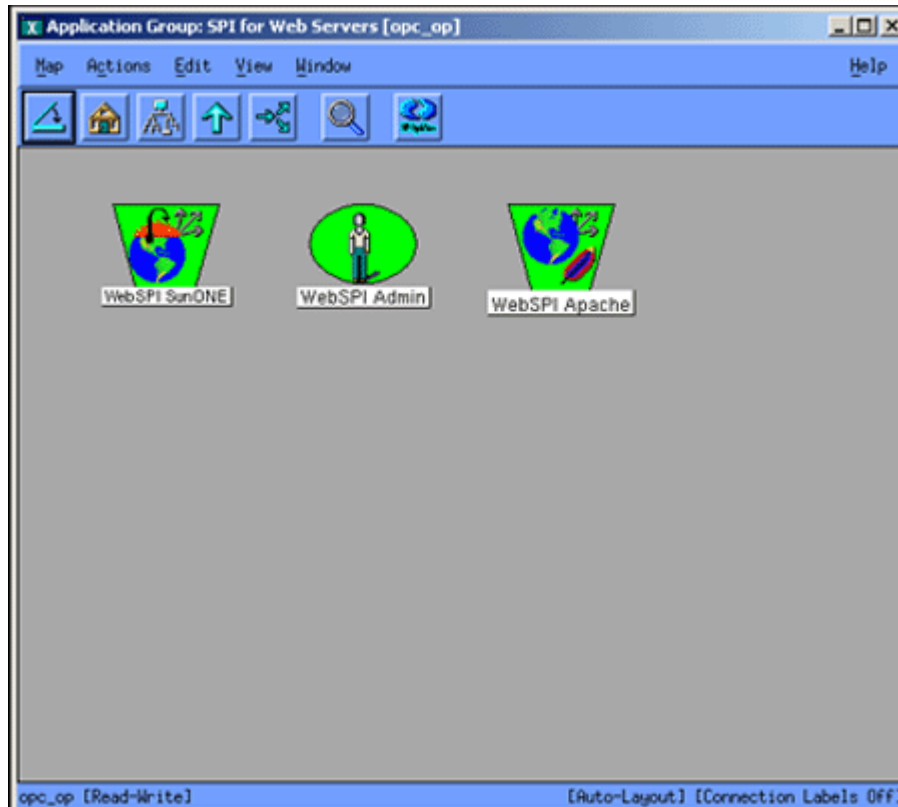 Application Group: SPI for Web Servers [opc_op]
Map Actions Edit View Window Help
WebSPI SunONE WebSPI Admin WebSPI Apache
opc_op [Read-Write] [Auto-Layout] [Connection Labels Off]